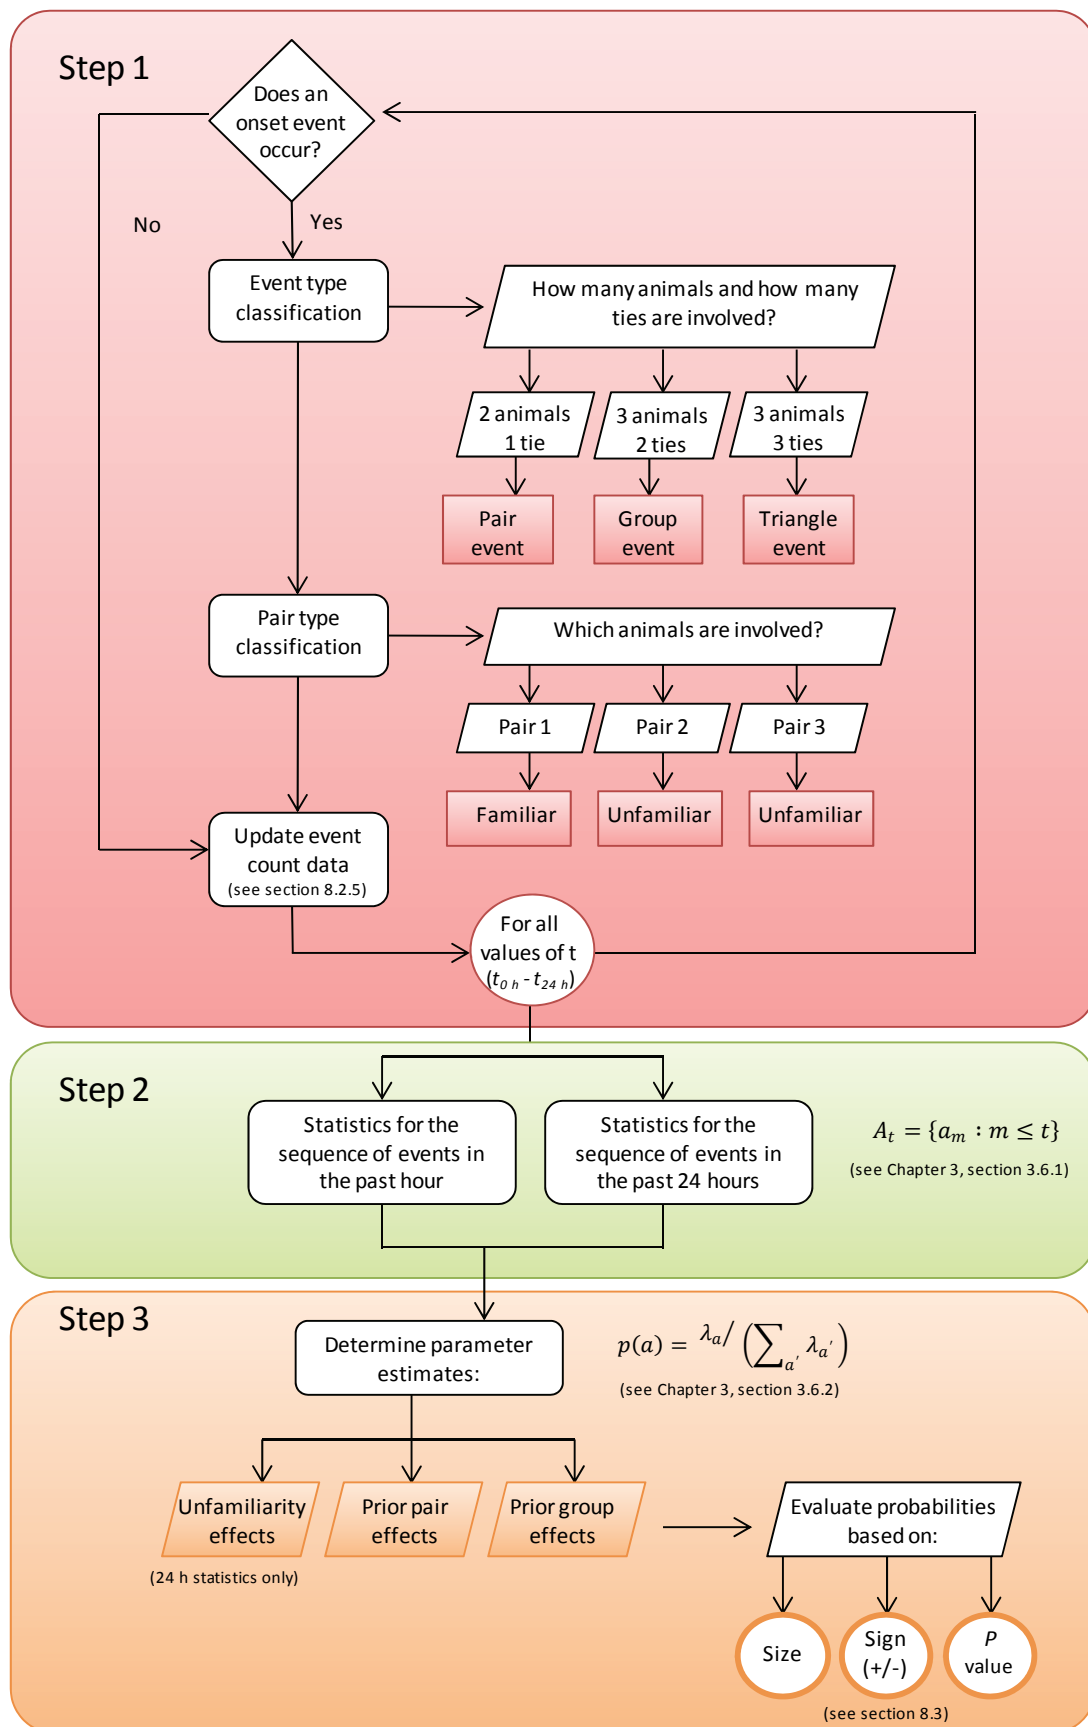 Step 1
Does an
onset event
occur?
No
Yes
Event type
classification
How many animals and how many
ties are involved?
2 animals
1 tie
3 animals
2 ties
3 animals
3 ties
Pair
event
Group
event
Triangle
event
Pair type
classification
Which animals are involved?
Pair 1
Pair 2
Pair 3
Familiar
Unfamiliar
Unfamiliar
Update event
count data
(see section 8.2.5)
For all
values of t
(t₀ ₕ - t₂₄ ₕ)
Step 2
Statistics for the
sequence of events in
the past hour
Statistics for the
sequence of events in
the past 24 hours
A_t = {a_m : m ≤ t}
(see Chapter 3, section 3.6.1)
Step 3
Determine parameter
estimates:
p(a) = λ_a / (∑_{a'} λ_{a'})
(see Chapter 3, section 3.6.2)
Unfamiliarity
effects
Prior pair
effects
Prior group
effects
(24 h statistics only)
Evaluate probabilities
based on:
Size
Sign
(+/-)
P
value
(see section 8.3)